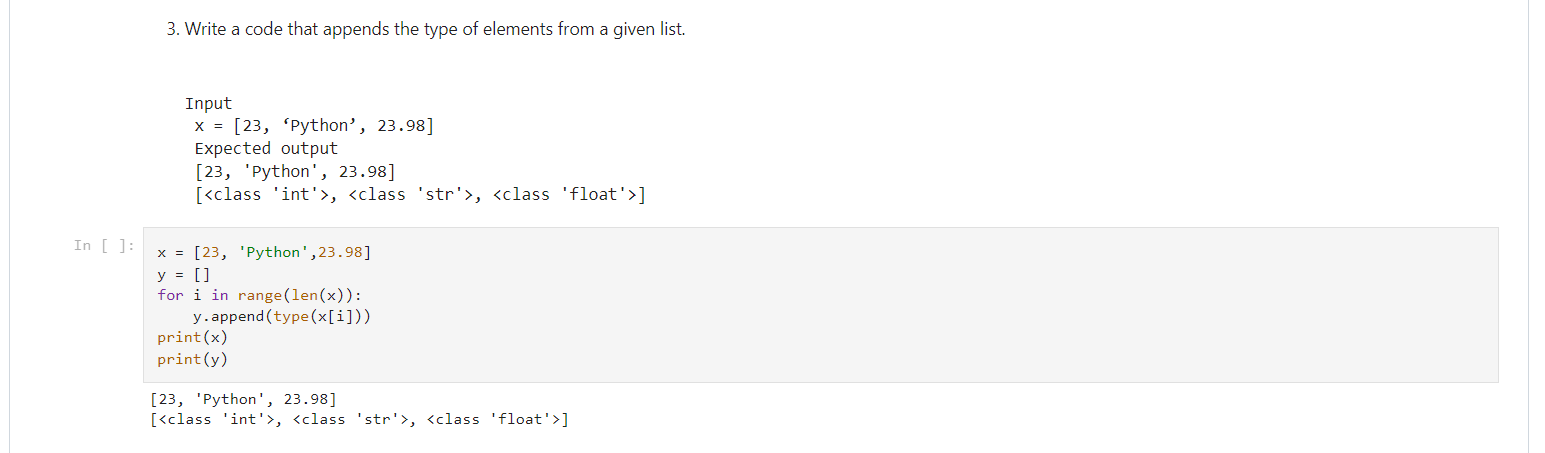 3. Write a code that appends the type of elements from a given list.
Input
x = [23, ‘Python’, 23.98]
Expected output
[23, 'Python', 23.98]
[<class 'int'>, <class 'str'>, <class 'float'>]
In [ ]:
x = [23, 'Python',23.98]
y = []
for i in range(len(x)):
    y.append(type(x[i]))
print(x)
print(y)
[23, 'Python', 23.98]
[<class 'int'>, <class 'str'>, <class 'float'>]